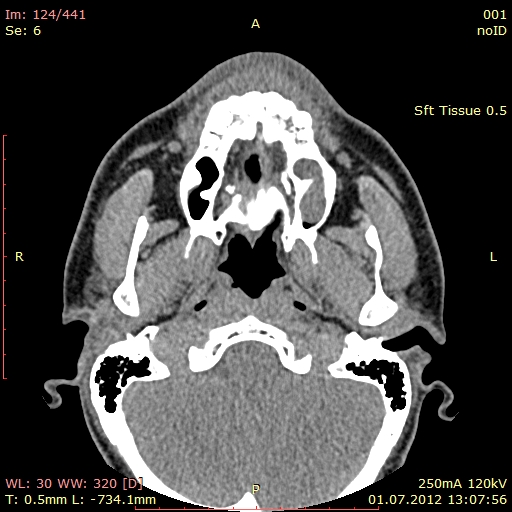 Im: 124/441
001
Se: 6
noID
A
Sft Tissue 0.5
R
L
WL: 30 WW: 320 [D]
P
250mA 120kV
T: 0.5mm L: -734.1mm
01.07.2012 13:07:56